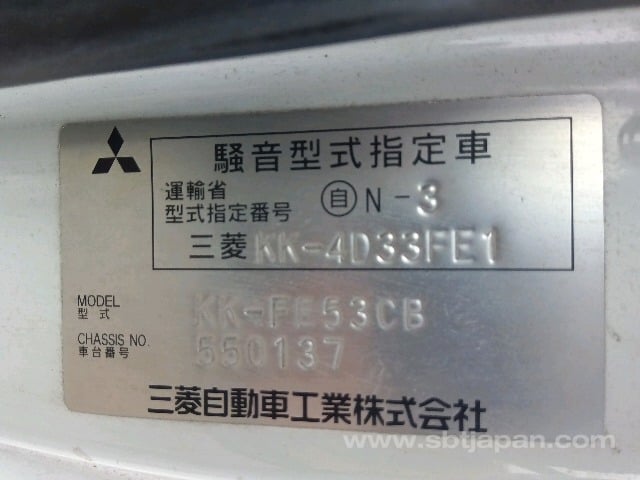 騒音型式指定車
運輸省
型式指定番号 ㊀自 N-3
三菱 KK-4D33FE1
MODEL
型式 KK-FE53CB
CHASSIS NO.
車台番号 550137
三菱自動車工業株式会社
www.sbtjapan.com